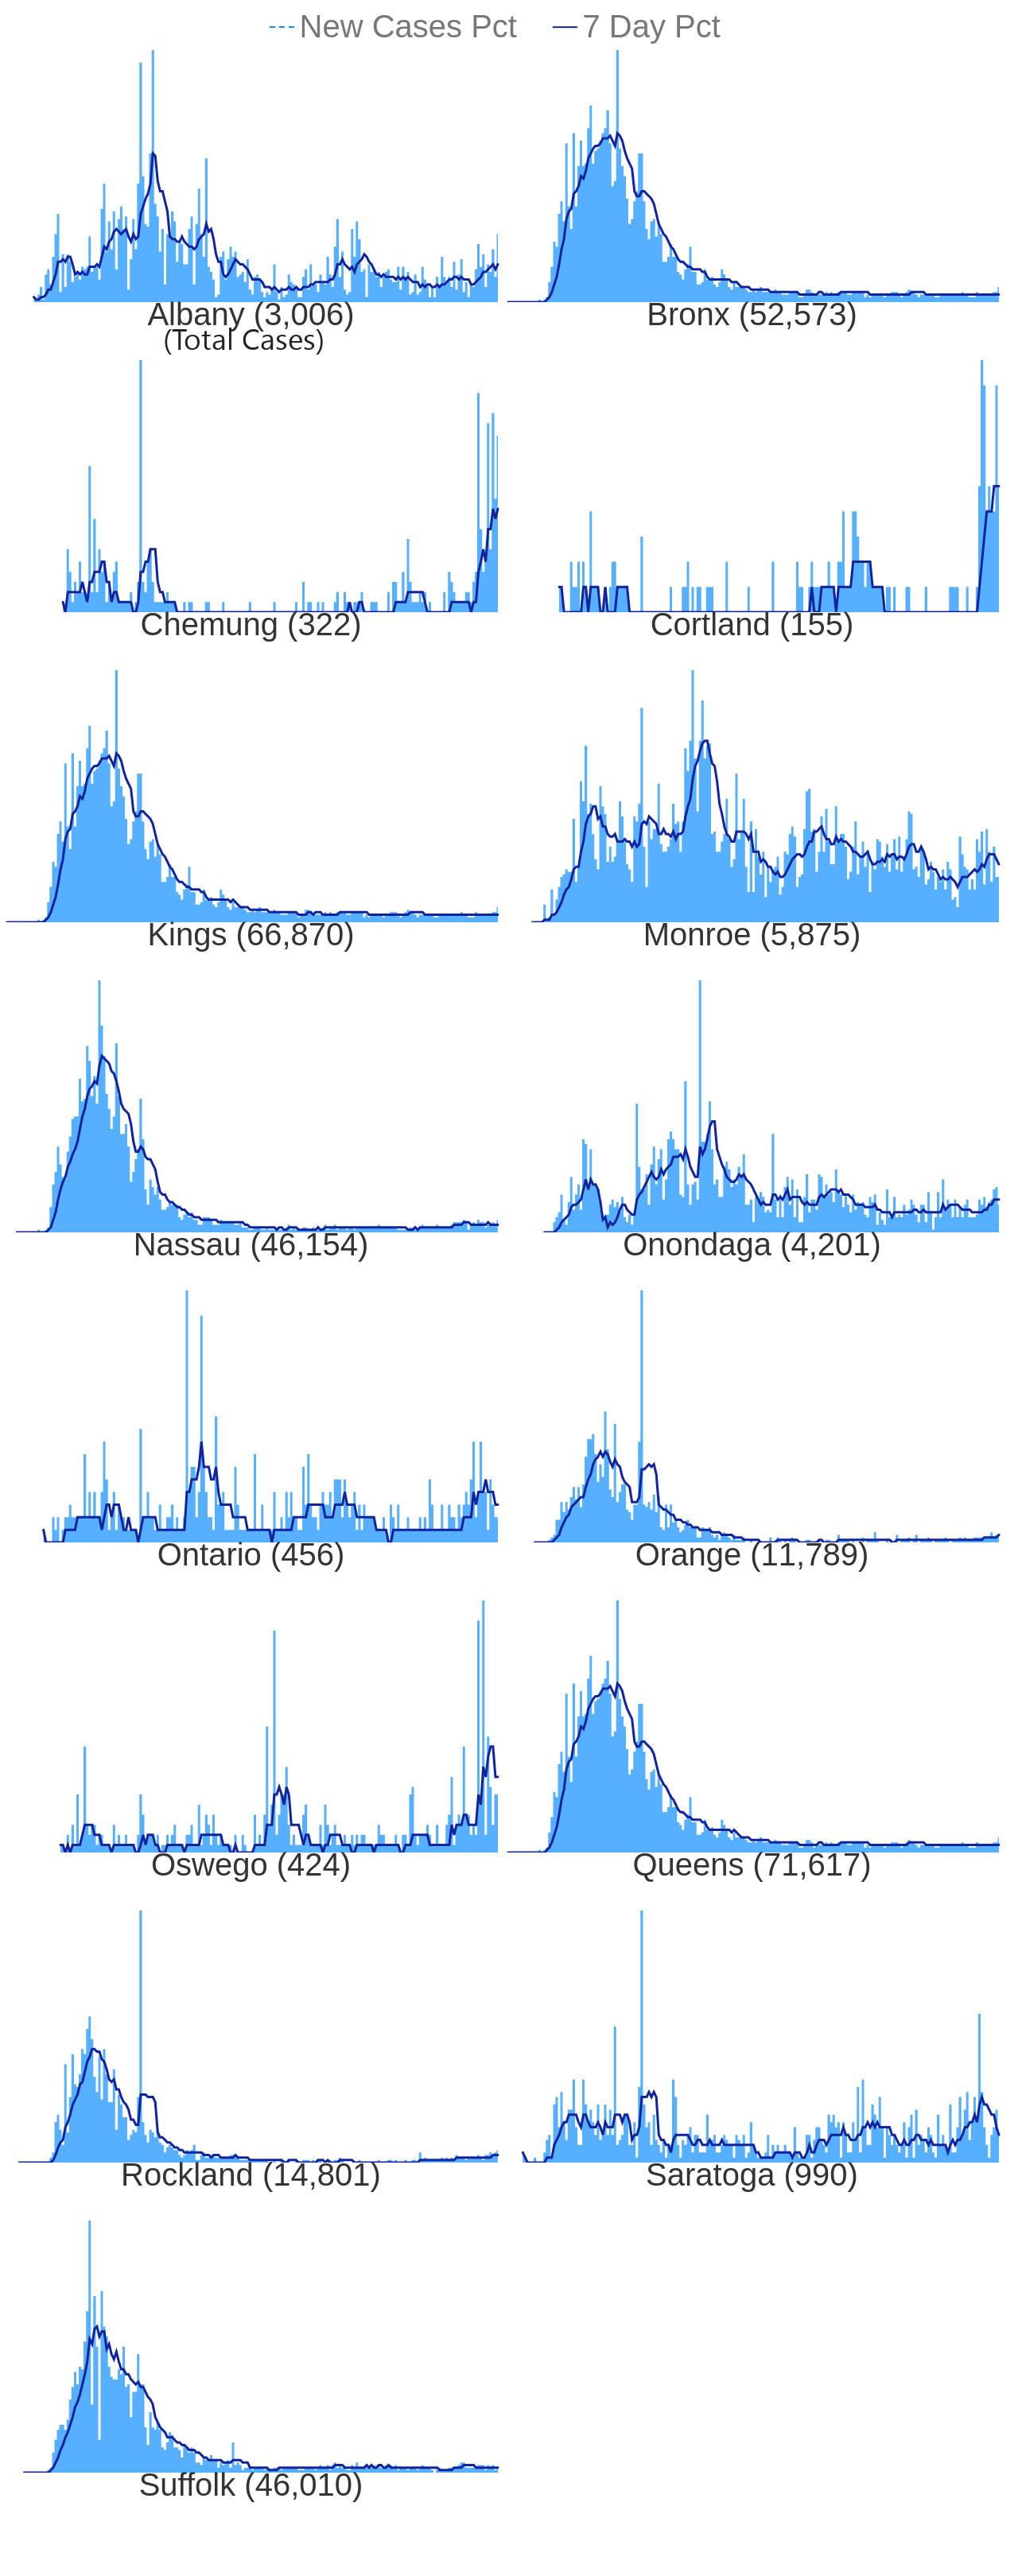 New Cases Pct 7 Day Pct
Albany (3,006) Bronx (52,573)
(Total Cases)
Chemung (322) Cortland (155)
Kings (66,870) Monroe (5,875)
Nassau (46,154) Onondaga (4,201)
Ontario (456) Orange (11,789)
Oswego (424) Queens (71,617)
Rockland (14,801) Saratoga (990)
Suffolk (46,010)